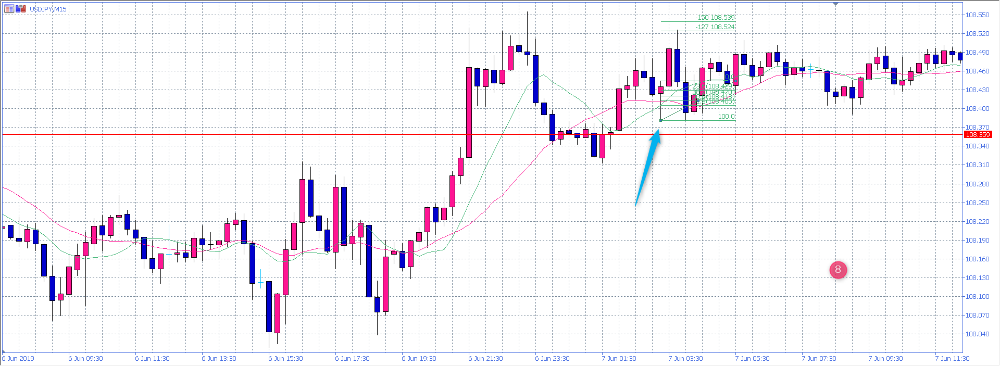 USDJPY,M15
-150 108.539
-127 108.524
0.0
100.0
108.550
108.520
108.490
108.460
108.430
108.400
108.370
108.359
108.340
108.310
108.280
108.250
108.220
108.190
108.160
108.130
108.100
108.070
108.040
8
6 Jun 2019
6 Jun 09:30
6 Jun 11:30
6 Jun 13:30
6 Jun 15:30
6 Jun 17:30
6 Jun 19:30
6 Jun 21:30
6 Jun 23:30
7 Jun 01:30
7 Jun 03:30
7 Jun 05:30
7 Jun 07:30
7 Jun 09:30
7 Jun 11:30